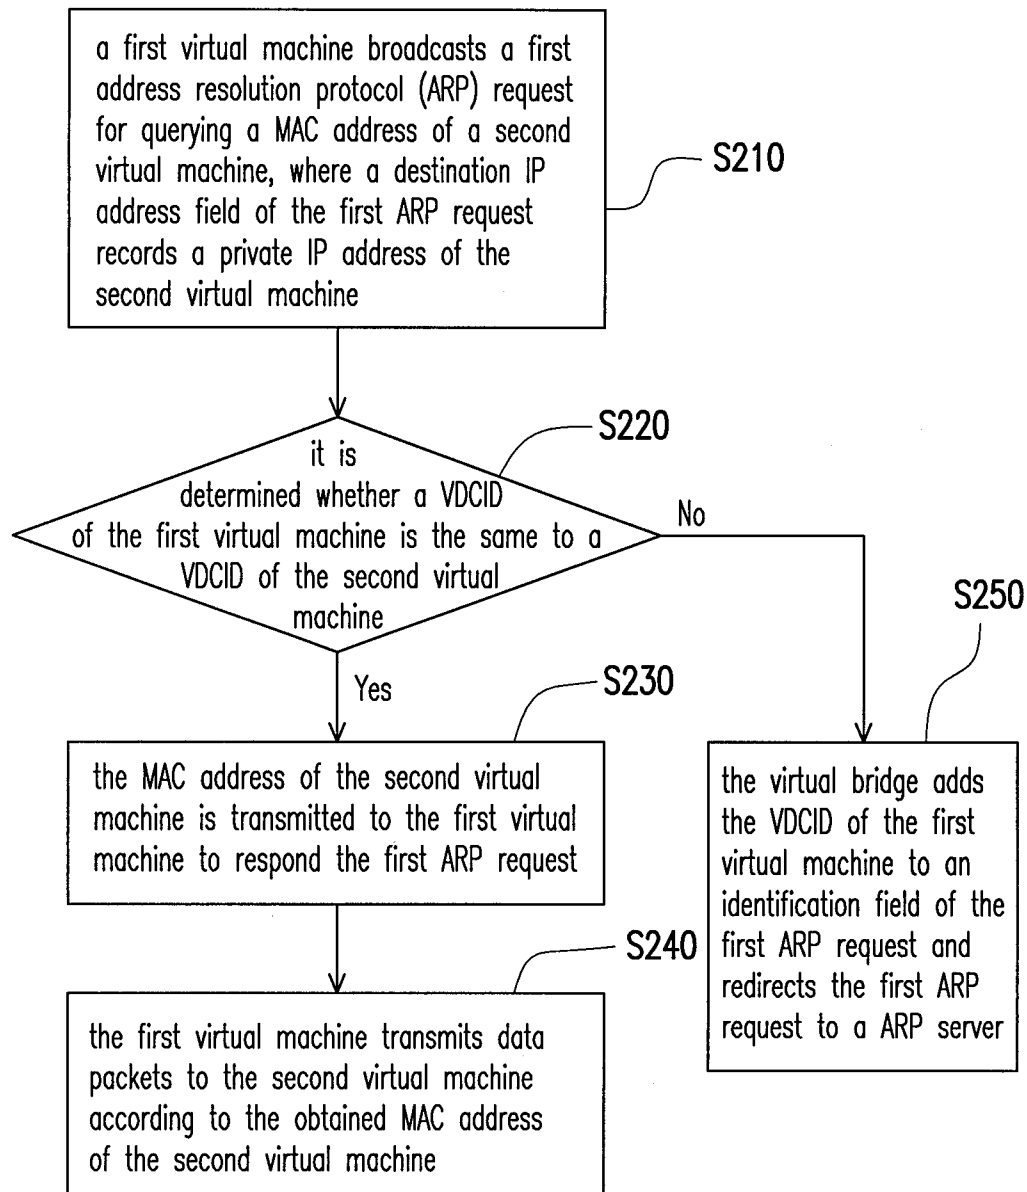 a first virtual machine broadcasts a first
address resolution protocol (ARP) request
for querying a MAC address of a second
virtual machine, where a destination IP
address field of the first ARP request
records a private IP address of the
second virtual machine
S210
S220
it is
determined whether a VDCID
of the first virtual machine is the same to a
VDCID of the second virtual
machine
No
Yes
S230
the MAC address of the second virtual
machine is transmitted to the first virtual
machine to respond the first ARP request
S240
the first virtual machine transmits data
packets to the second virtual machine
according to the obtained MAC address
of the second virtual machine
S250
the virtual bridge adds
the VDCID of the first
virtual machine to an
identification field of the
first ARP request and
redirects the first ARP
request to a ARP server